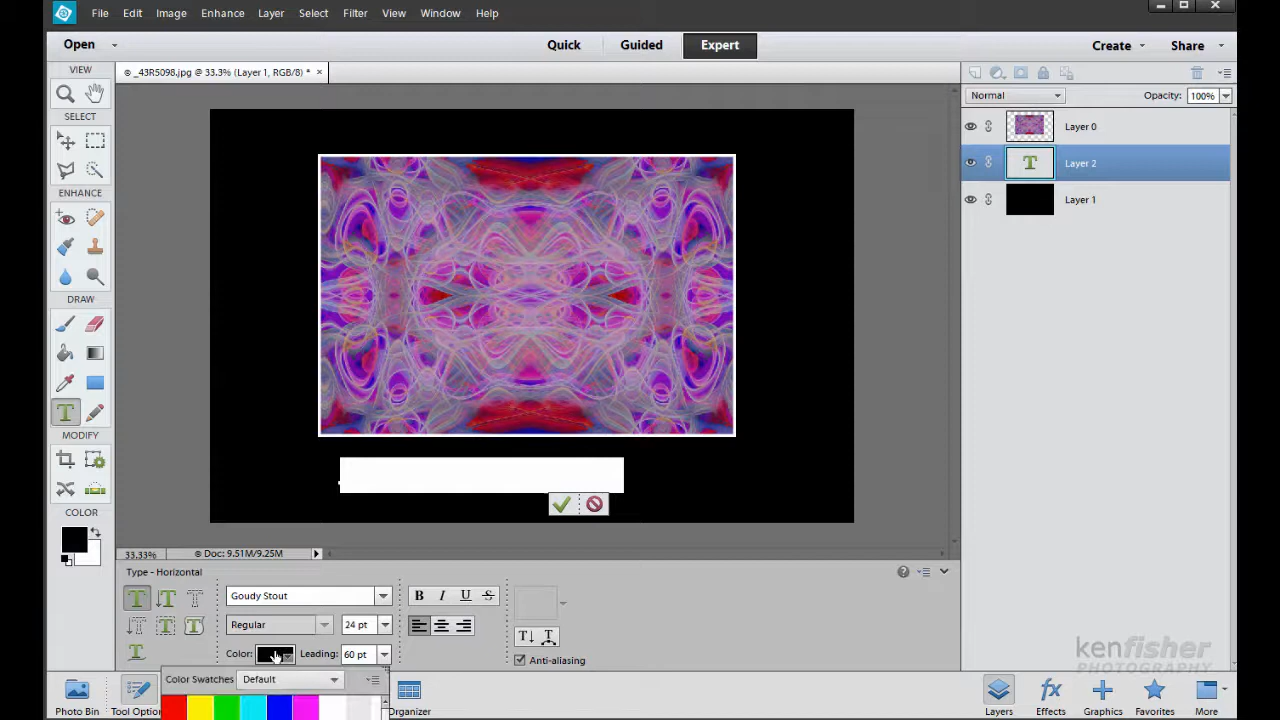 File Edit Image Enhance Layer Select Filter View Window Help
Open Quick Guided Expert Create Share
VIEW
_43R5098.jpg @ 33.3% (Layer 1, RGB/8) * ×
Normal Opacity: 100%
SELECT
Layer 0
Layer 2
ENHANCE
Layer 1
DRAW
MODIFY
COLOR
33.33% Doc: 9.51M/9.25M
Type - Horizontal
Goudy Stout B I U S
Regular 24 pt
Color: Leading: 60 pt Anti-aliasing
kenfisher
PHOTOGRAPHY
Color Swatches Default
Photo Bin Tool Optio Organizer Layers Effects Graphics Favorites More